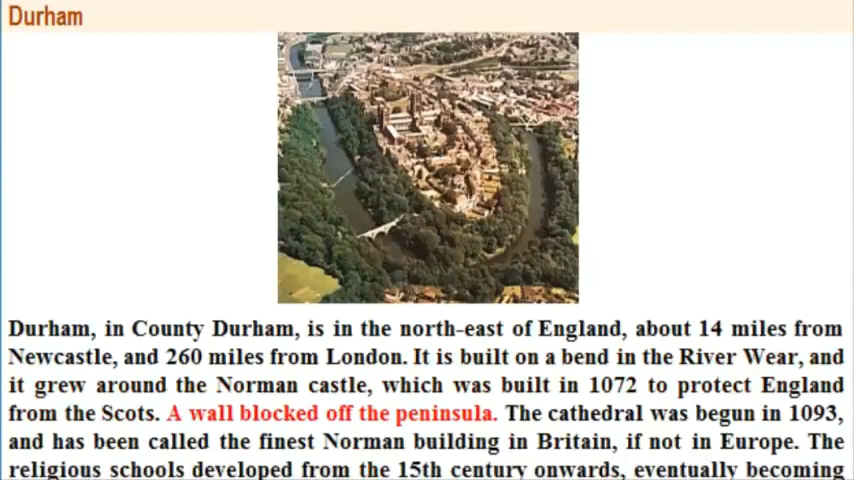 Durham
Durham, in County Durham, is in the north-east of England, about 14 miles from
Newcastle, and 260 miles from London. It is built on a bend in the River Wear, and
it grew around the Norman castle, which was built in 1072 to protect England
from the Scots. A wall blocked off the peninsula. The cathedral was begun in 1093,
and has been called the finest Norman building in Britain, if not in Europe. The
religious schools developed from the 15th century onwards, eventually becoming